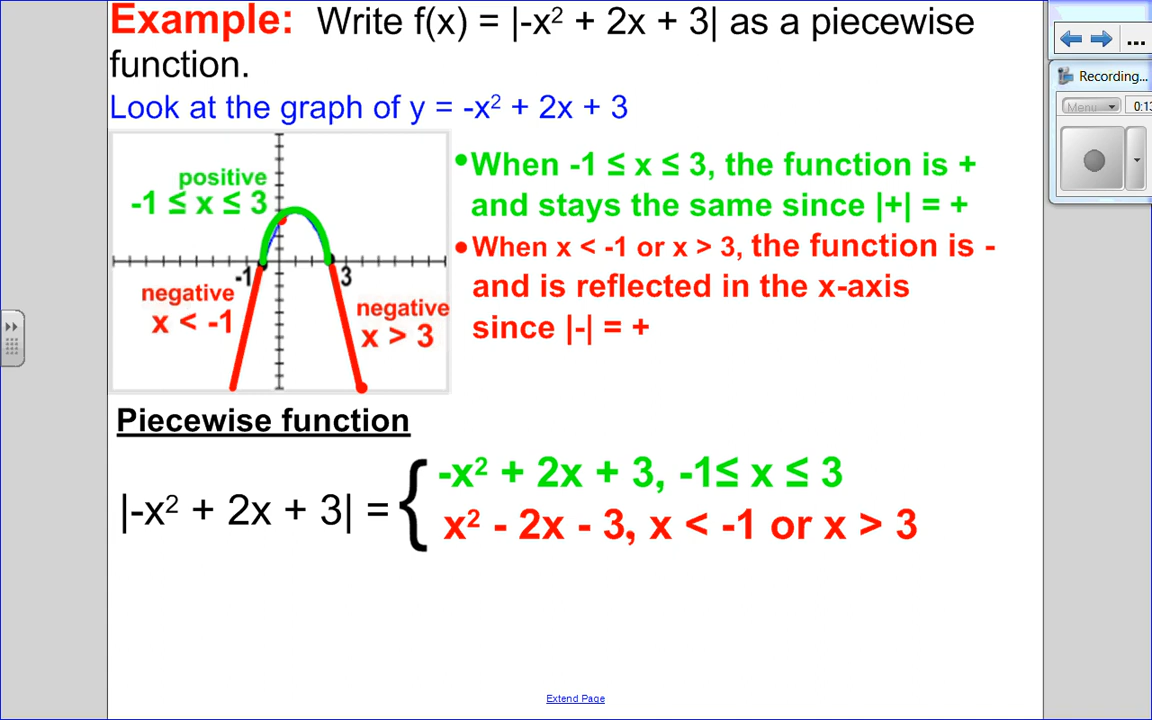 Example: Write f(x) = |-x² + 2x + 3| as a piecewise
function.
Look at the graph of y = -x² + 2x + 3
positive
-1 ≤ x ≤ 3
-1
3
negative
x < -1
negative
x > 3
•When -1 ≤ x ≤ 3, the function is +
and stays the same since |+| = +
•When x < -1 or x > 3, the function is -
and is reflected in the x-axis
since |-| = +
Piecewise function
|-x² + 2x + 3| = {
-x² + 2x + 3, -1≤ x ≤ 3
x² - 2x - 3, x < -1 or x > 3
Extend Page
...
Recording...
Menu
0:13